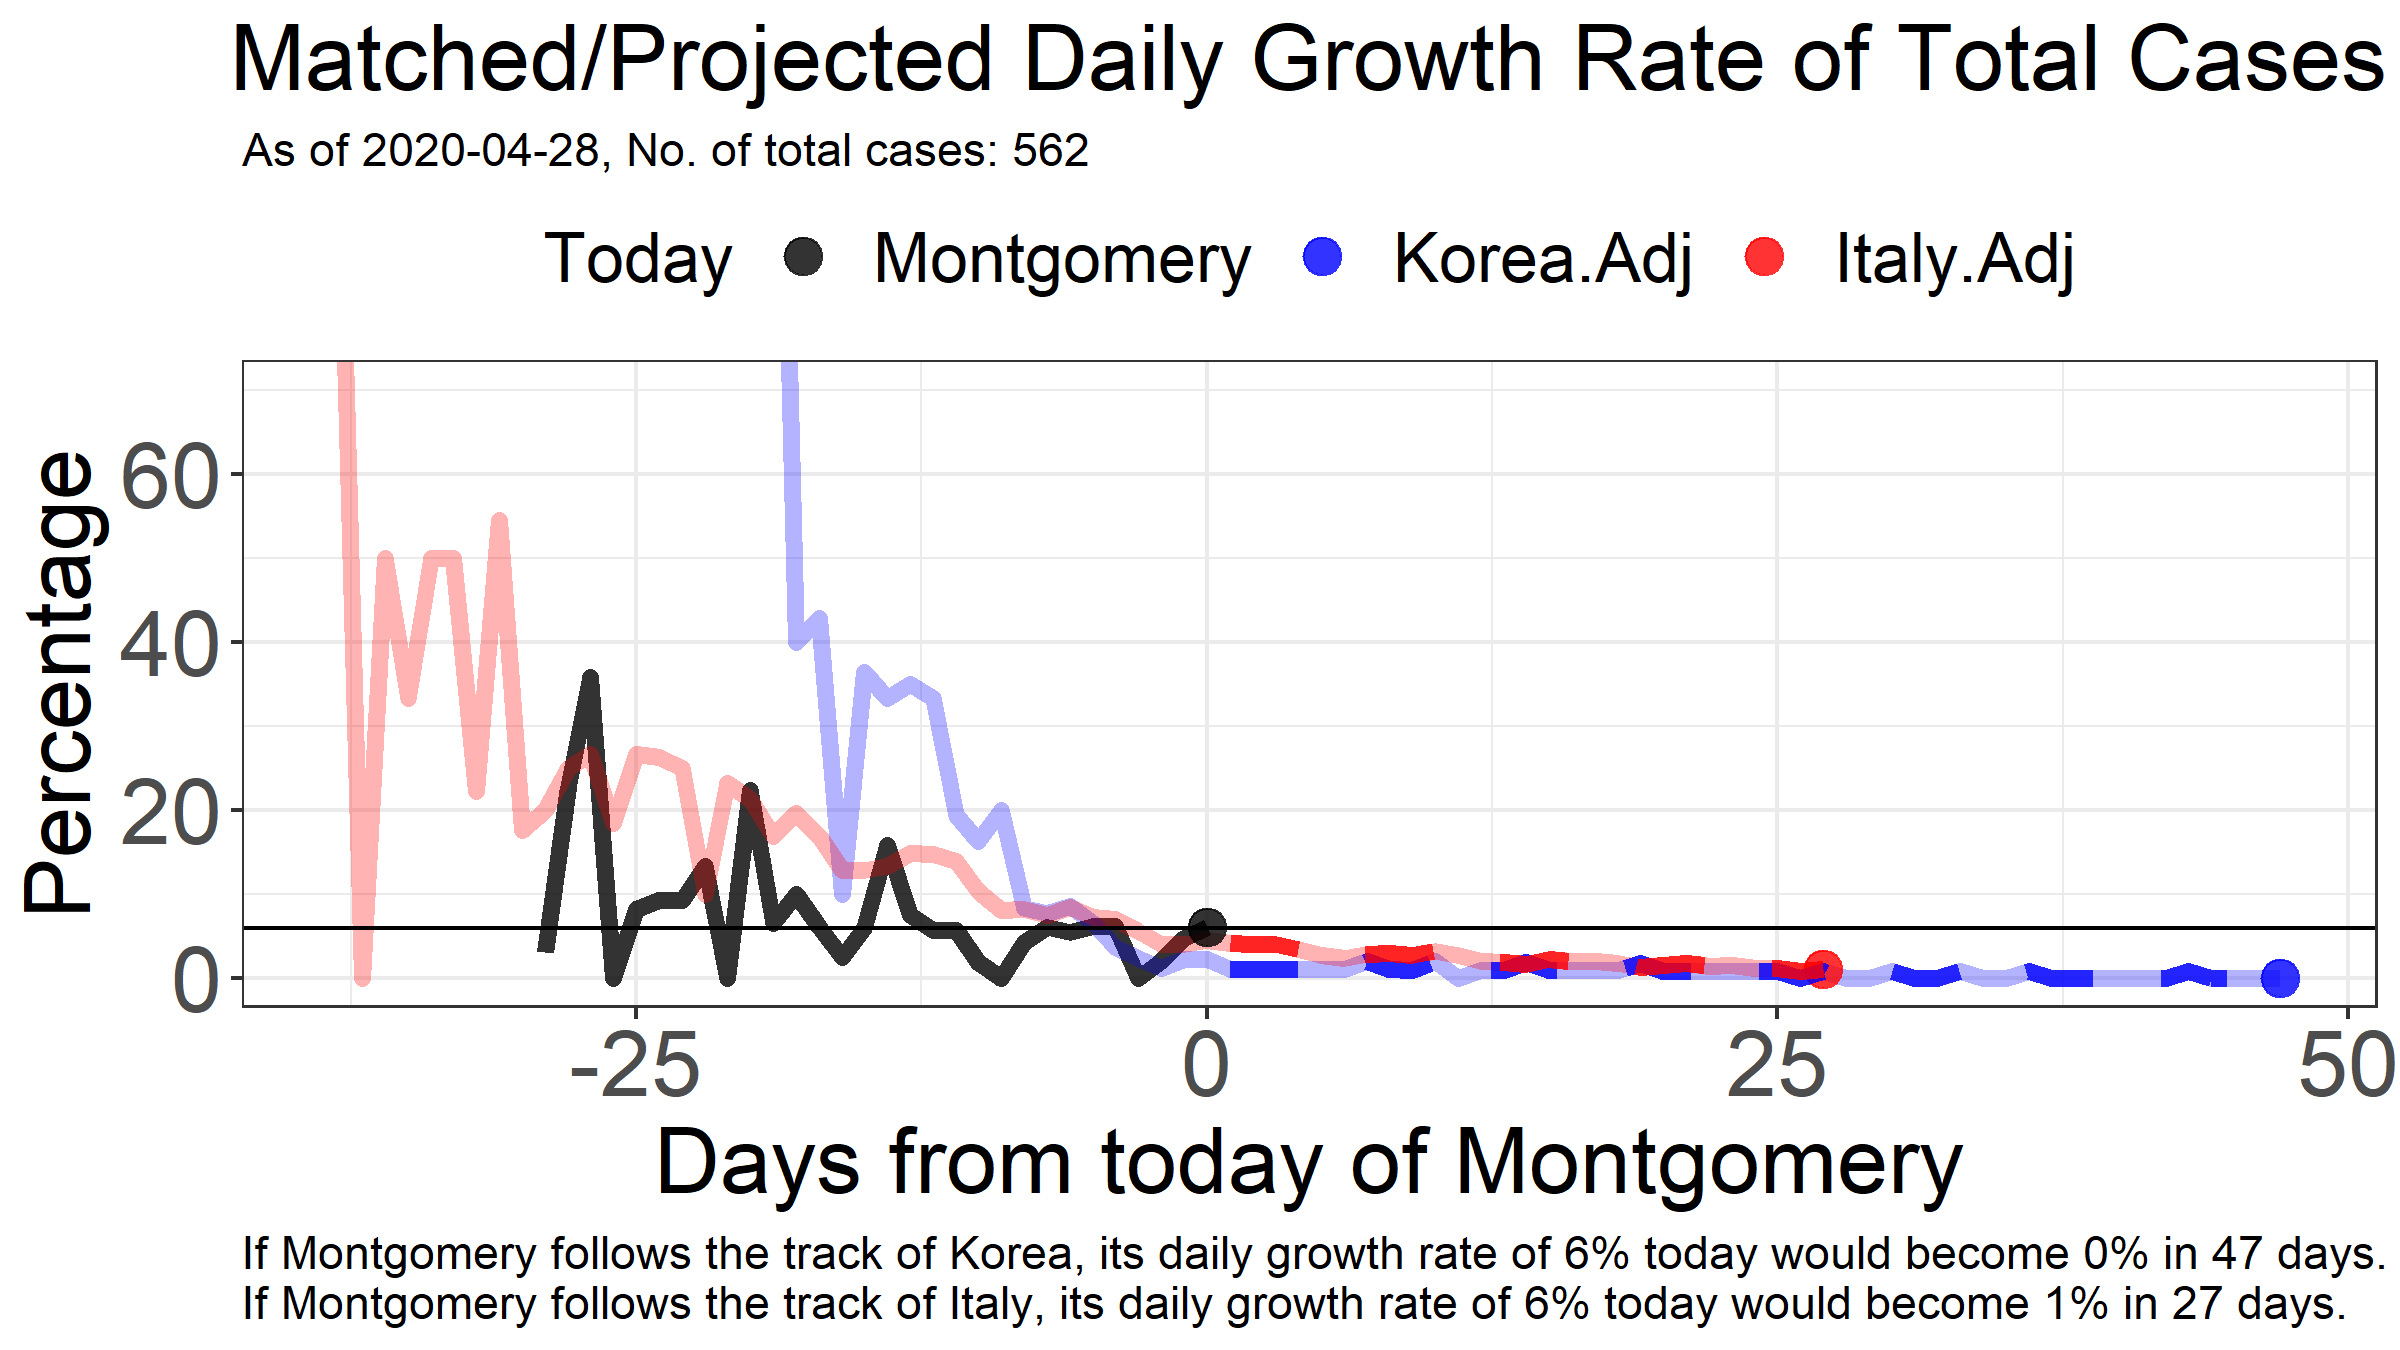 Matched/Projected Daily Growth Rate of Total Cases
As of 2020-04-28, No. of total cases: 562
Today Montgomery Korea.Adj Italy.Adj
Percentage
60
40
20
0
-25 0 25 50
Days from today of Montgomery
If Montgomery follows the track of Korea, its daily growth rate of 6% today would become 0% in 47 days.
If Montgomery follows the track of Italy, its daily growth rate of 6% today would become 1% in 27 days.